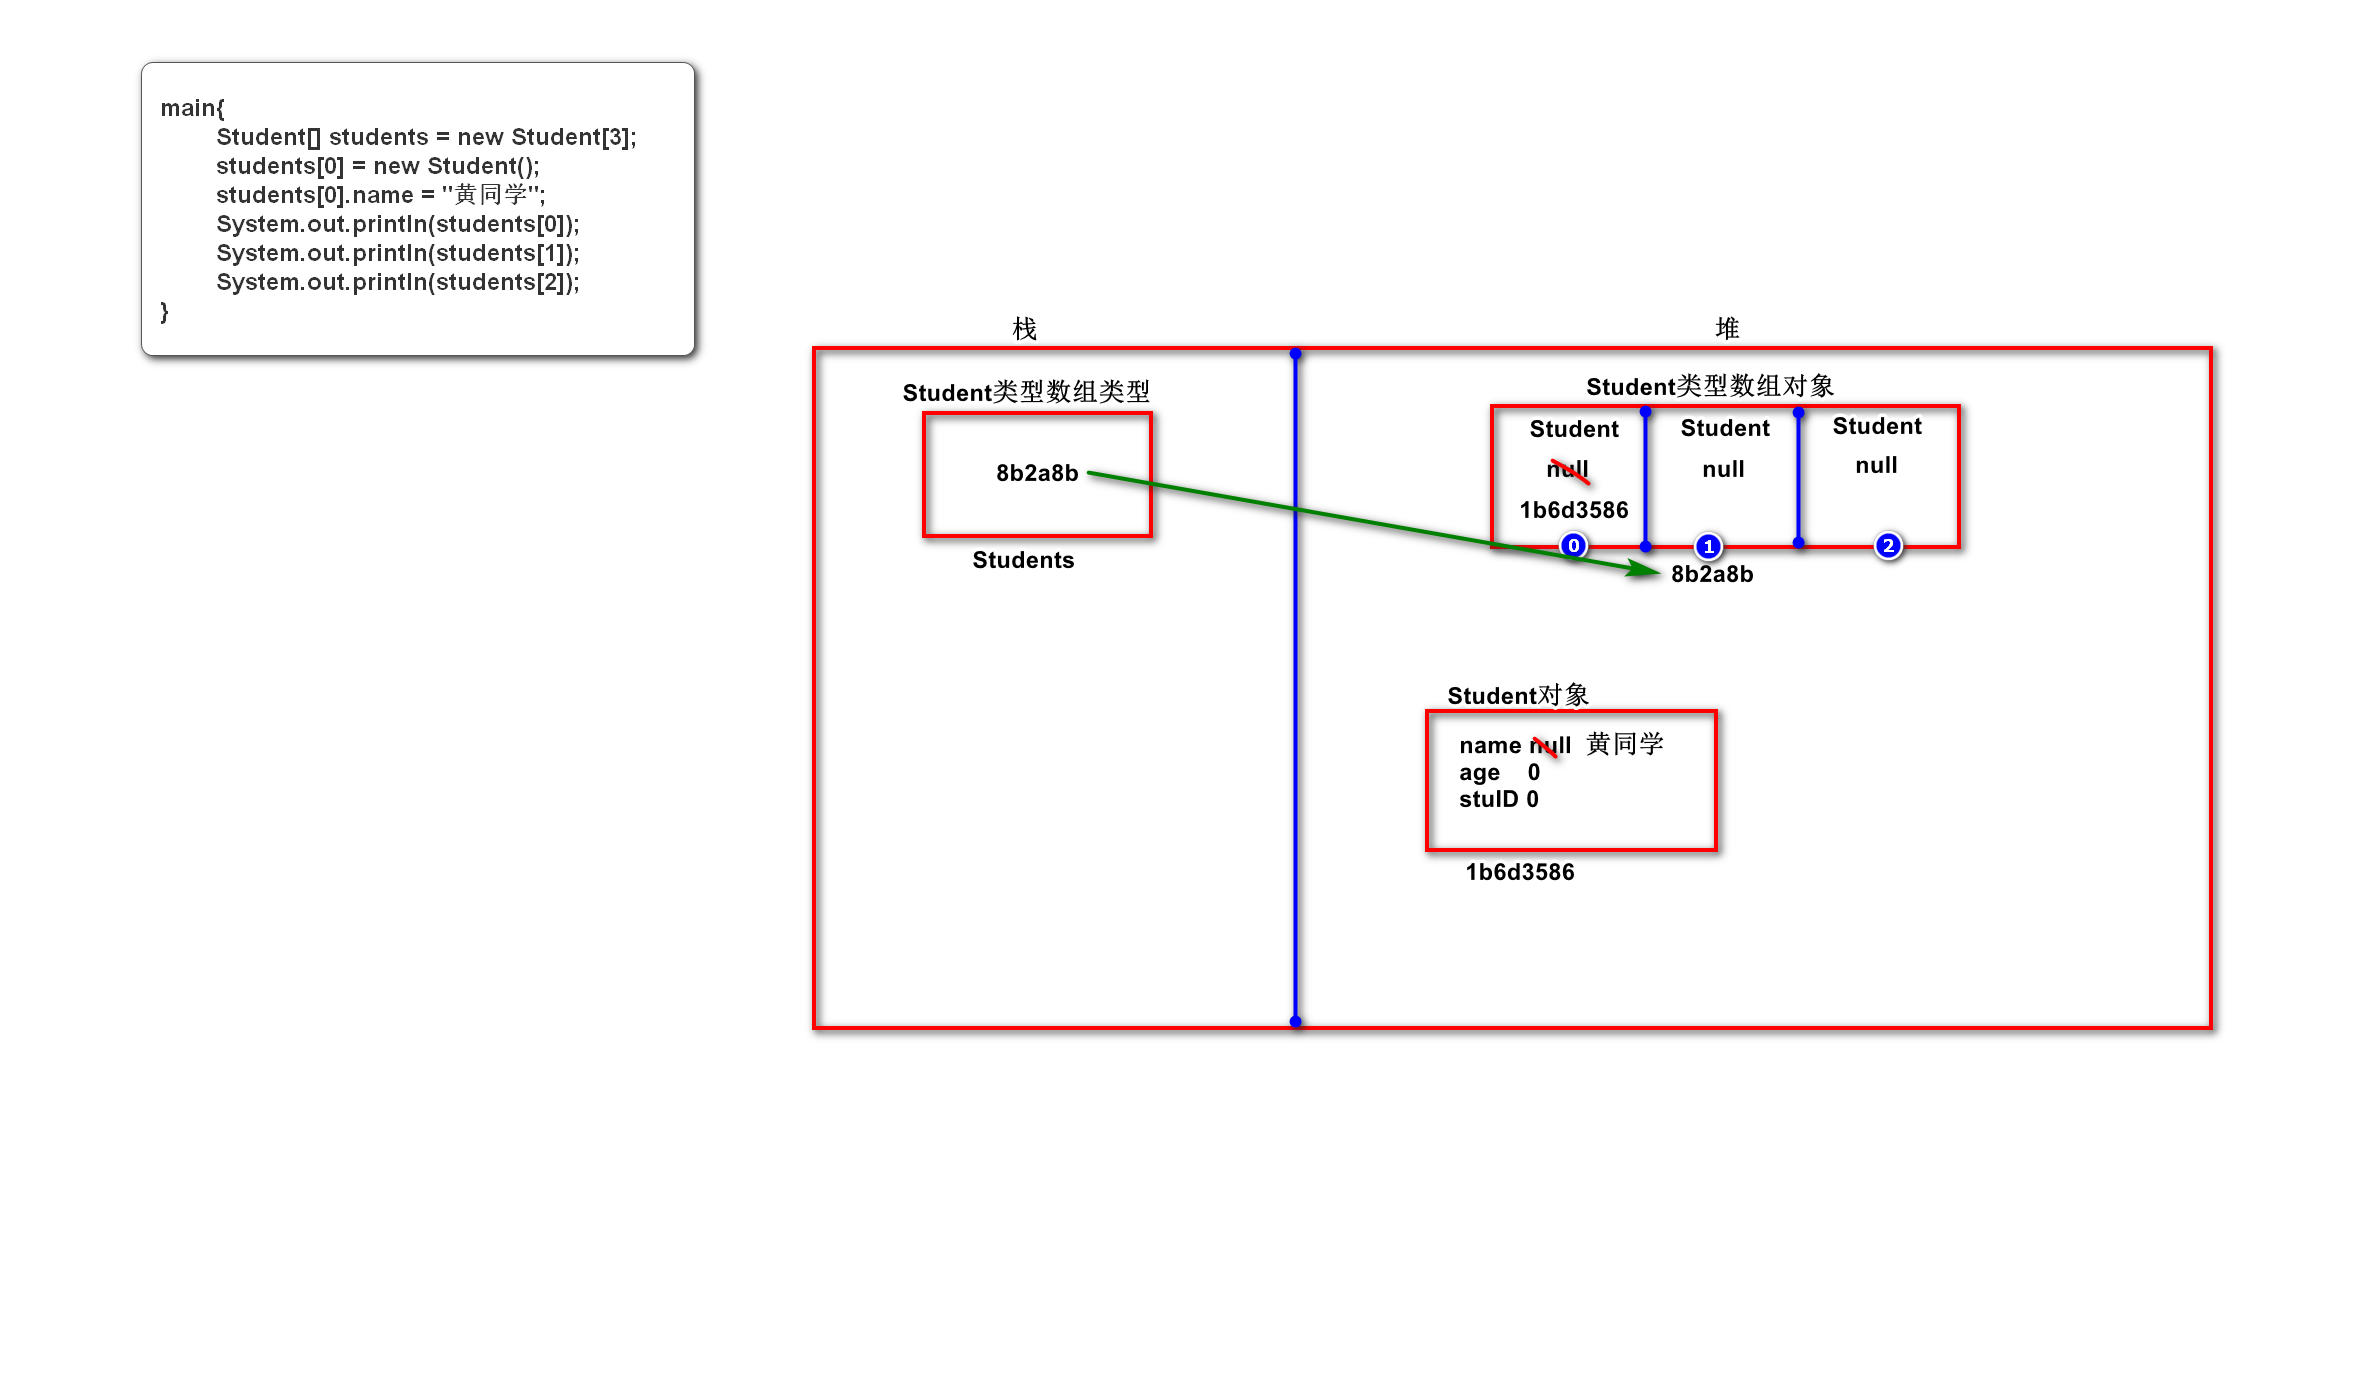 main{
Student[] students = new Student[3];
students[0] = new Student();
students[0].name = "黄同学";
System.out.println(students[0]);
System.out.println(students[1]);
System.out.println(students[2]);
}
栈
堆
Student类型数组类型
8b2a8b
Students
Student类型数组对象
Student
null
1b6d3586
0
Student
null
1
Student
null
2
8b2a8b
Student对象
name null 黄同学
age 0
stuID 0
1b6d3586